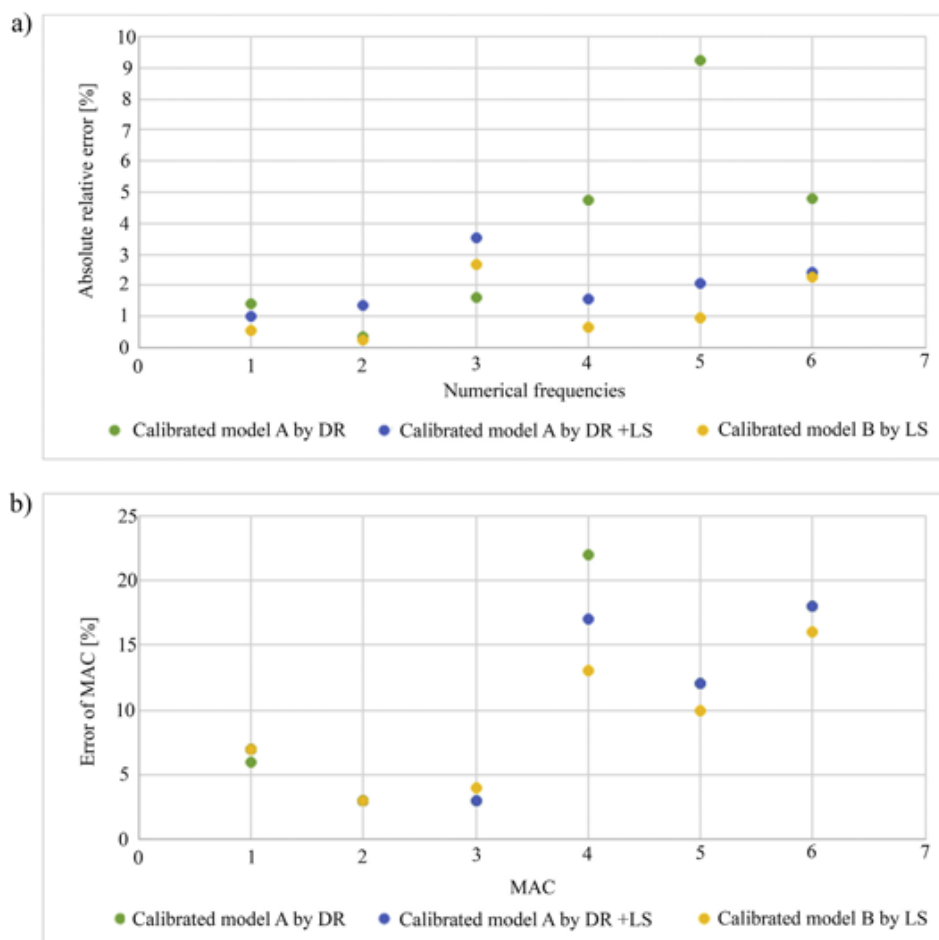 a)
10
9
8
7
6
5
4
3
2
1
0
Absolute relative error [%]
0 1 2 3 4 5 6 7
Numerical frequencies
Calibrated model A by DR Calibrated model A by DR +LS Calibrated model B by LS
b)
25
20
15
10
5
0
Error of MAC [%]
0 1 2 3 4 5 6 7
MAC
Calibrated model A by DR Calibrated model A by DR +LS Calibrated model B by LS